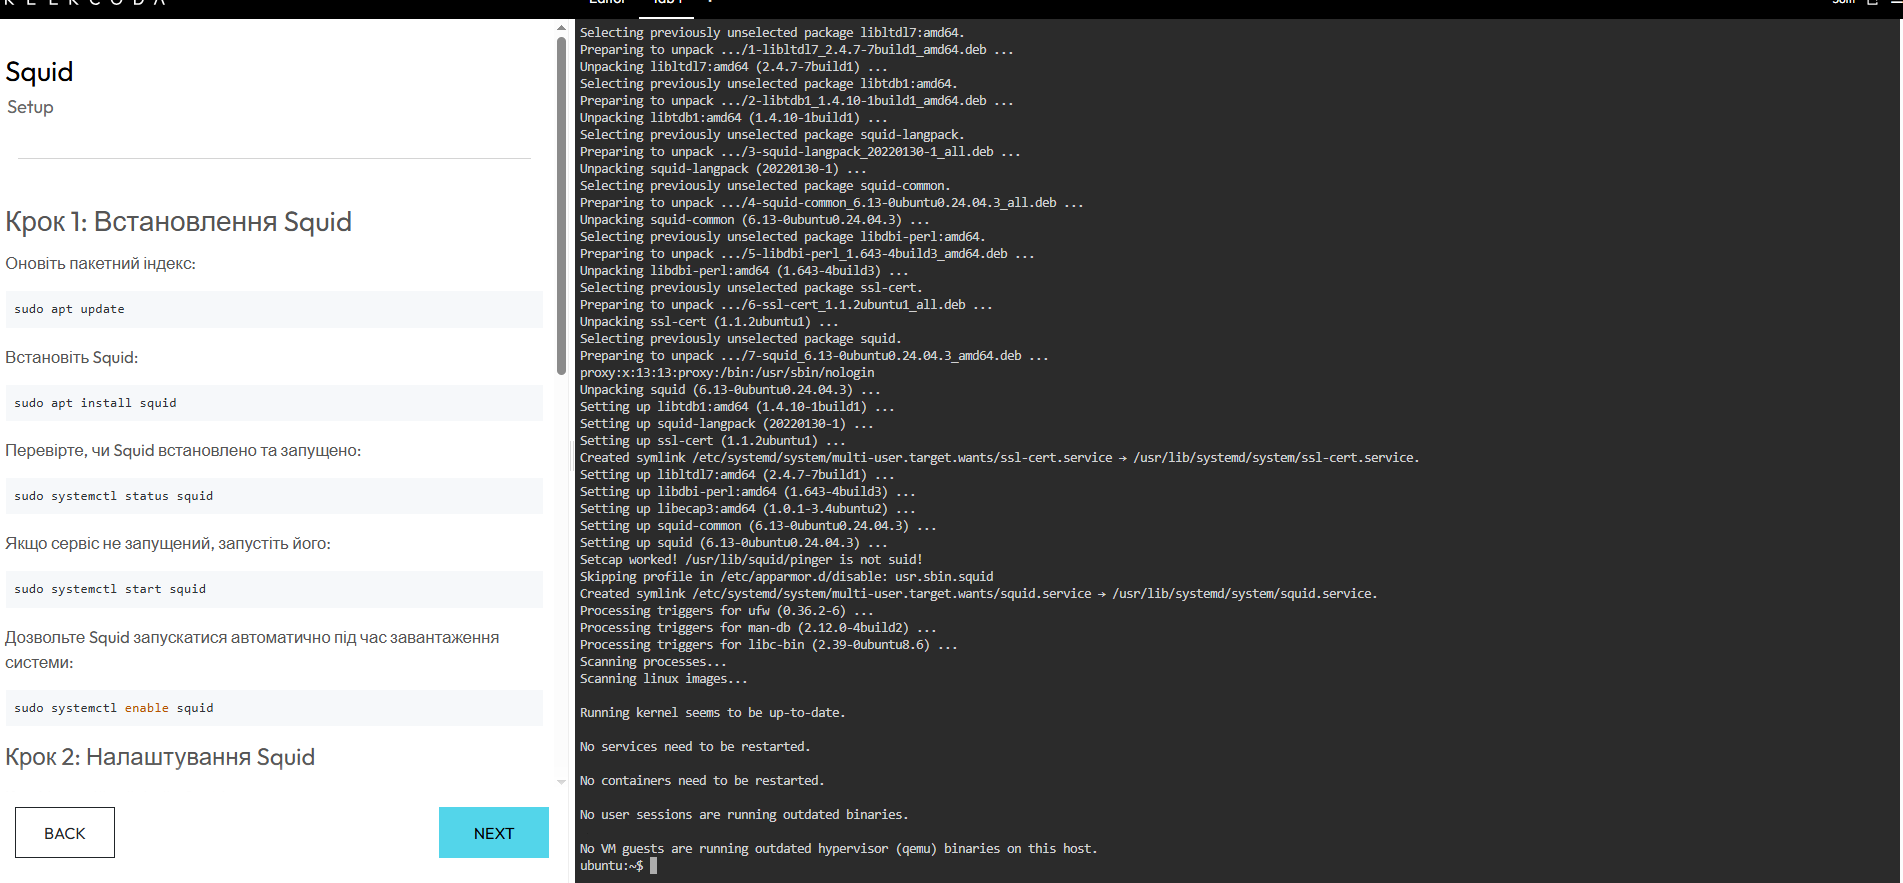 KILLERCODA
Editor Tab 1 +
Squid
Setup
Крок 1: Встановлення Squid
Оновіть пакетний індекс:
sudo apt update
Встановіть Squid:
sudo apt install squid
Перевірте, чи Squid встановлено та запущено:
sudo systemctl status squid
Якщо сервіс не запущений, запустіть його:
sudo systemctl start squid
Дозвольте Squid запускатися автоматично під час завантаження
системи:
sudo systemctl enable squid
Крок 2: Налаштування Squid
BACK
NEXT
Selecting previously unselected package libltdl7:amd64.
Preparing to unpack .../1-libltdl7_2.4.7-7build1_amd64.deb ...
Unpacking libltdl7:amd64 (2.4.7-7build1) ...
Selecting previously unselected package libtdb1:amd64.
Preparing to unpack .../2-libtdb1_1.4.10-1build1_amd64.deb ...
Unpacking libtdb1:amd64 (1.4.10-1build1) ...
Selecting previously unselected package squid-langpack.
Preparing to unpack .../3-squid-langpack_20220130-1_all.deb ...
Unpacking squid-langpack (20220130-1) ...
Selecting previously unselected package squid-common.
Preparing to unpack .../4-squid-common_6.13-0ubuntu0.24.04.3_all.deb ...
Unpacking squid-common (6.13-0ubuntu0.24.04.3) ...
Selecting previously unselected package libdbi-perl:amd64.
Preparing to unpack .../5-libdbi-perl_1.643-4build3_amd64.deb ...
Unpacking libdbi-perl:amd64 (1.643-4build3) ...
Selecting previously unselected package ssl-cert.
Preparing to unpack .../6-ssl-cert_1.1.2ubuntu1_all.deb ...
Unpacking ssl-cert (1.1.2ubuntu1) ...
Selecting previously unselected package squid.
Preparing to unpack .../7-squid_6.13-0ubuntu0.24.04.3_amd64.deb ...
proxy:x:13:13:proxy:/bin:/usr/sbin/nologin
Unpacking squid (6.13-0ubuntu0.24.04.3) ...
Setting up libtdb1:amd64 (1.4.10-1build1) ...
Setting up squid-langpack (20220130-1) ...
Setting up ssl-cert (1.1.2ubuntu1) ...
Created symlink /etc/systemd/system/multi-user.target.wants/ssl-cert.service → /usr/lib/systemd/system/ssl-cert.service.
Setting up libltdl7:amd64 (2.4.7-7build1) ...
Setting up libdbi-perl:amd64 (1.643-4build3) ...
Setting up libecap3:amd64 (1.0.1-3.4ubuntu2) ...
Setting up squid-common (6.13-0ubuntu0.24.04.3) ...
Setting up squid (6.13-0ubuntu0.24.04.3) ...
Setcap worked! /usr/lib/squid/pinger is not suid!
Skipping profile in /etc/apparmor.d/disable: usr.sbin.squid
Created symlink /etc/systemd/system/multi-user.target.wants/squid.service → /usr/lib/systemd/system/squid.service.
Processing triggers for ufw (0.36.2-6) ...
Processing triggers for man-db (2.12.0-4build2) ...
Processing triggers for libc-bin (2.39-0ubuntu8.6) ...
Scanning processes...
Scanning linux images...
Running kernel seems to be up-to-date.
No services need to be restarted.
No containers need to be restarted.
No user sessions are running outdated binaries.
No VM guests are running outdated hypervisor (qemu) binaries on this host.
ubuntu:~$